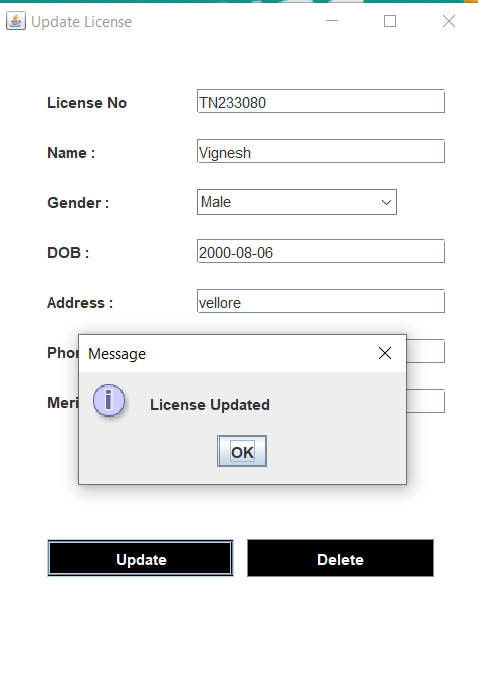 Update License
License No TN233080
Name : Vignesh
Gender : Male
DOB : 2000-08-06
Address : vellore
Message
License Updated
OK
Update Delete